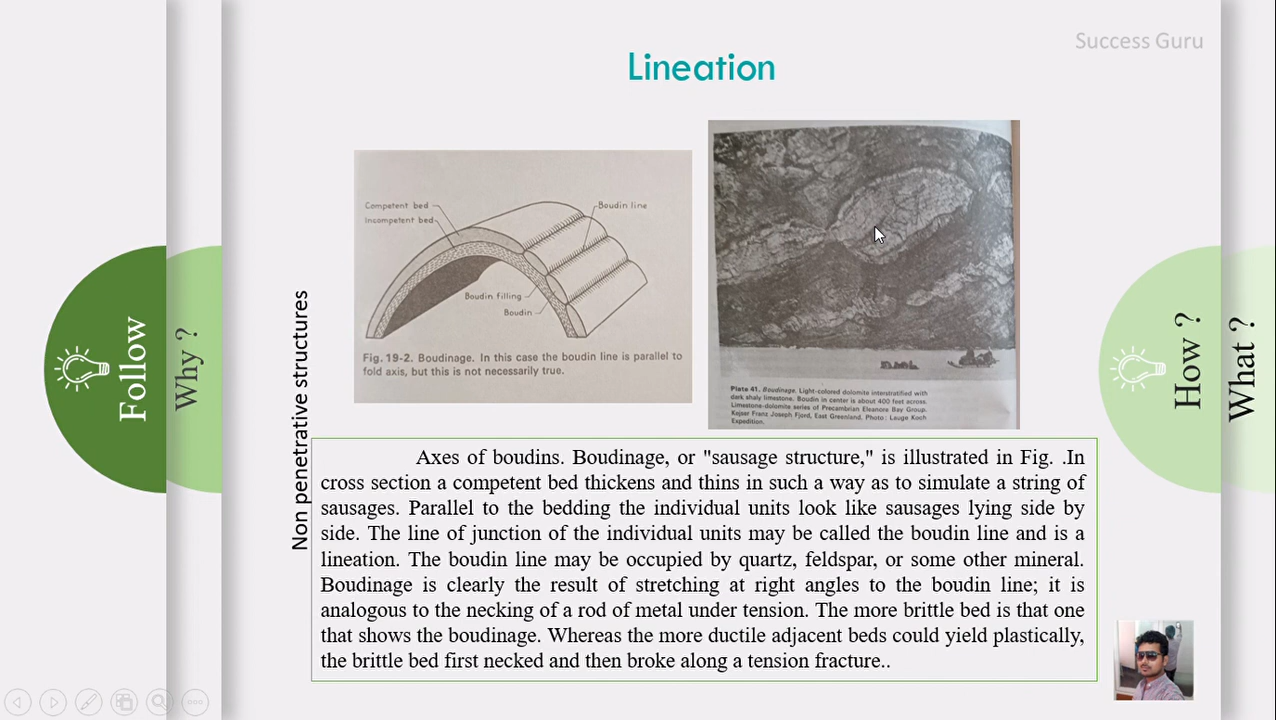 Success Guru
Lineation
Competent bed
Incompetent bed
Boudin line
Boudin filling
Boudin
Fig. 19-2. Boudinage. In this case the boudin line is parallel to
fold axis, but this is not necessarily true.
Plate 41. Boudinage. Light-colored dolomite interstratified with
dark shaly limestone. Boudin in center is about 400 feet across.
Limestone-dolomite series of Precambrian Eleanore Bay Group.
Kejser Franz Joseph Fjord, East Greenland. Photo: Lauge Koch
Expedition.
Non penetrative structures
Axes of boudins. Boudinage, or "sausage structure," is illustrated in Fig. .In
cross section a competent bed thickens and thins in such a way as to simulate a string of
sausages. Parallel to the bedding the individual units look like sausages lying side by
side. The line of junction of the individual units may be called the boudin line and is a
lineation. The boudin line may be occupied by quartz, feldspar, or some other mineral.
Boudinage is clearly the result of stretching at right angles to the boudin line; it is
analogous to the necking of a rod of metal under tension. The more brittle bed is that one
that shows the boudinage. Whereas the more ductile adjacent beds could yield plastically,
the brittle bed first necked and then broke along a tension fracture..
Follow
Why ?
How ?
What ?